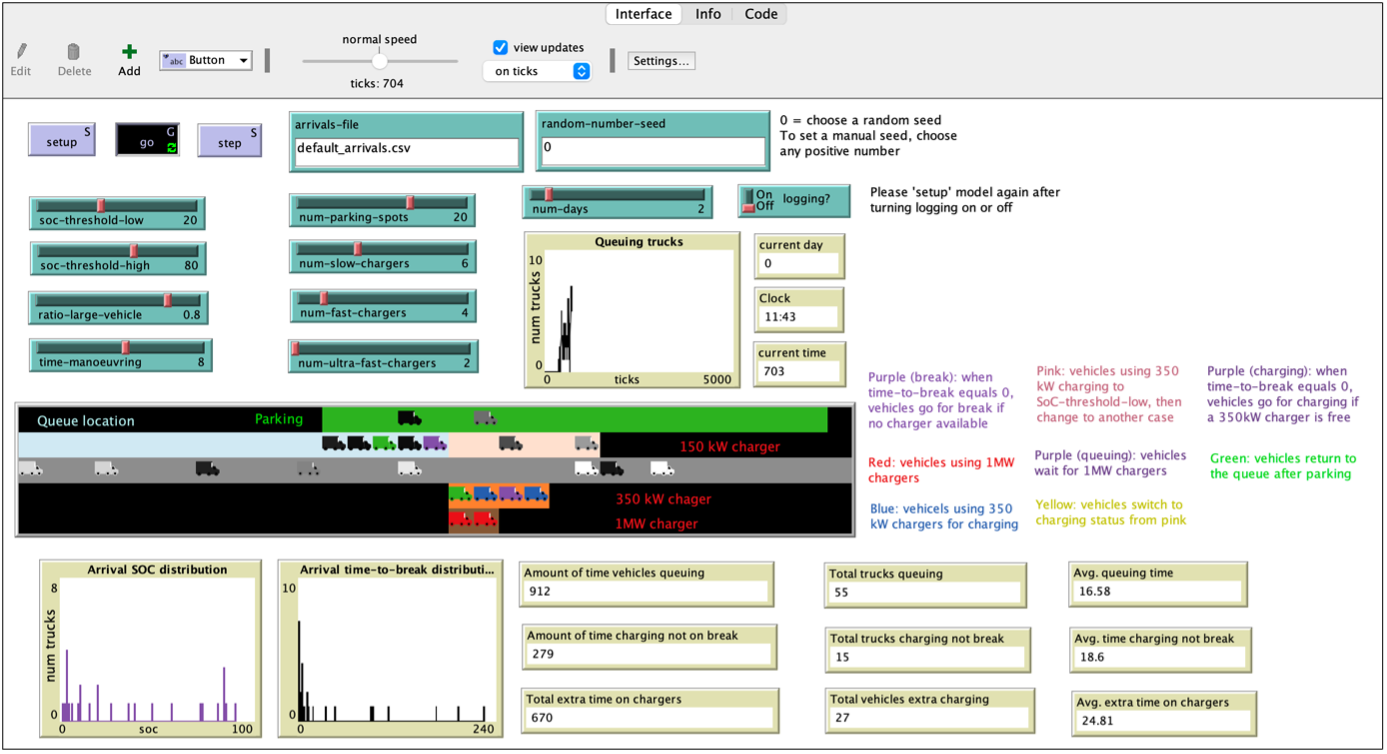 Interface Info Code
Edit
Delete
Add
abc Button
normal speed
ticks: 704
view updates
on ticks
Settings...
setup S
go G
step S
arrivals-file
default_arrivals.csv
random-number-seed
0
0 = choose a random seed
To set a manual seed, choose
any positive number
soc-threshold-low 20
soc-threshold-high 80
ratio-large-vehicle 0.8
time-manoeuvring 8
num-parking-spots 20
num-slow-chargers 6
num-fast-chargers 4
num-ultra-fast-chargers 2
num-days 2
On
Off
logging?
Please 'setup' model again after
turning logging on or off
Queuing trucks
10
num trucks
0
0 ticks 5000
current day
0
Clock
11:43
current time
703
Queue location
Parking
150 kW charger
350 kW chager
1MW charger
Purple (break): when
time-to-break equals 0,
vehicles go for break if
no charger available
Pink: vehicles using 350
kW charging to
SoC-threshold-low, then
change to another case
Purple (charging): when
time-to-break equals 0,
vehicles go for charging if
a 350kW charger is free
Red: vehicles using 1MW
chargers
Purple (queuing): vehicles
wait for 1MW chargers
Green: vehicles return to
the queue after parking
Blue: vehicels using 350
kW chargers for charging
Yellow: vehicles switch to
charging status from pink
Arrival SOC distribution
8
num trucks
0
0 soc 100
Arrival time-to-break distributi...
10
0
0 240
Amount of time vehicles queuing
912
Amount of time charging not on break
279
Total extra time on chargers
670
Total trucks queuing
55
Total trucks charging not break
15
Total vehicles extra charging
27
Avg. queuing time
16.58
Avg. time charging not break
18.6
Avg. extra time on chargers
24.81